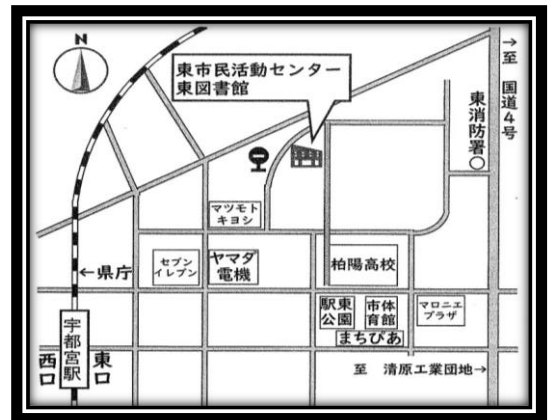 N
東市民活動センター
東図書館
→至 国道4号
東消防署
マツモト
キヨシ
セブン
イレブン
ヤマダ
電機
柏陽高校
←県庁
駅東
公園
市体
育館
マロニエ
プラザ
まちぴあ
宇都宮駅
西口
東口
至 清原工業団地→